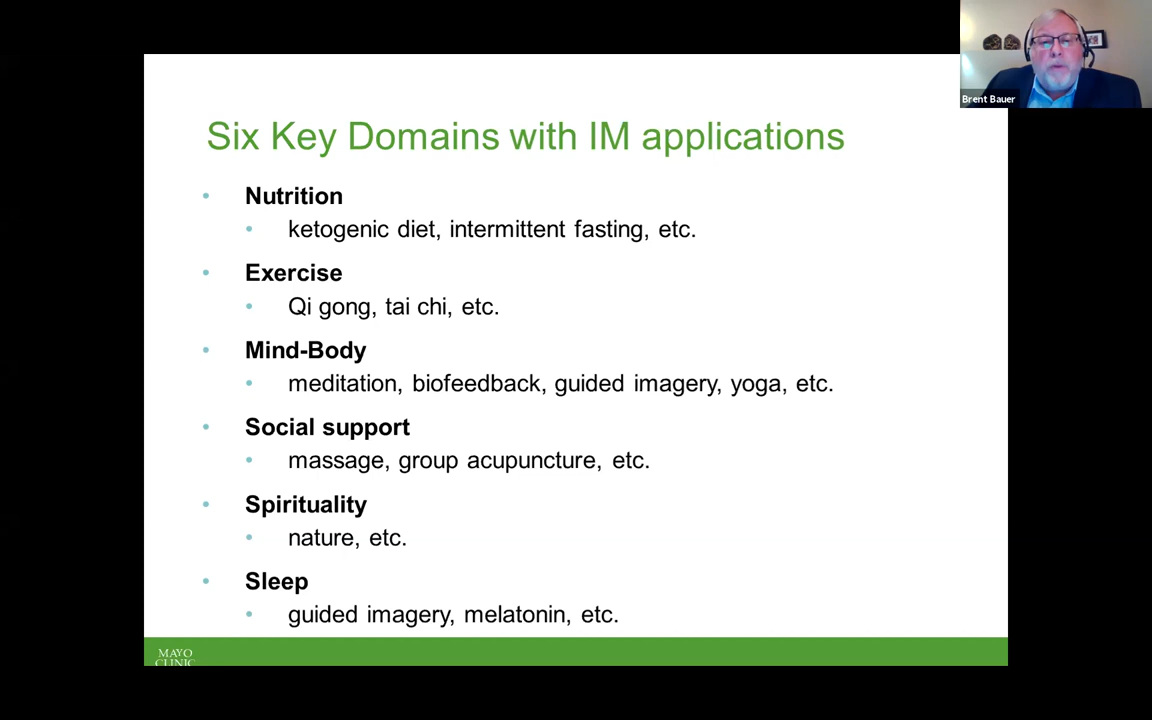 Six Key Domains with IM applications
• Nutrition
• ketogenic diet, intermittent fasting, etc.
• Exercise
• Qi gong, tai chi, etc.
• Mind-Body
• meditation, biofeedback, guided imagery, yoga, etc.
• Social support
• massage, group acupuncture, etc.
• Spirituality
• nature, etc.
• Sleep
• guided imagery, melatonin, etc.
MAYO
CLINIC
Brent Bauer